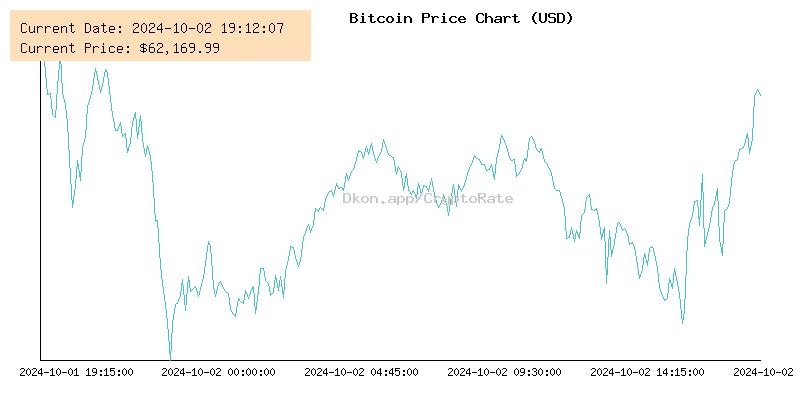 Bitcoin Price Chart (USD)
Current Date: 2024-10-02 19:12:07
Current Price: $62,169.99
Dkon.app/CryptoRate
2024-10-01 19:15:00 2024-10-02 00:00:00 2024-10-02 04:45:00 2024-10-02 09:30:00 2024-10-02 14:15:00 2024-10-02